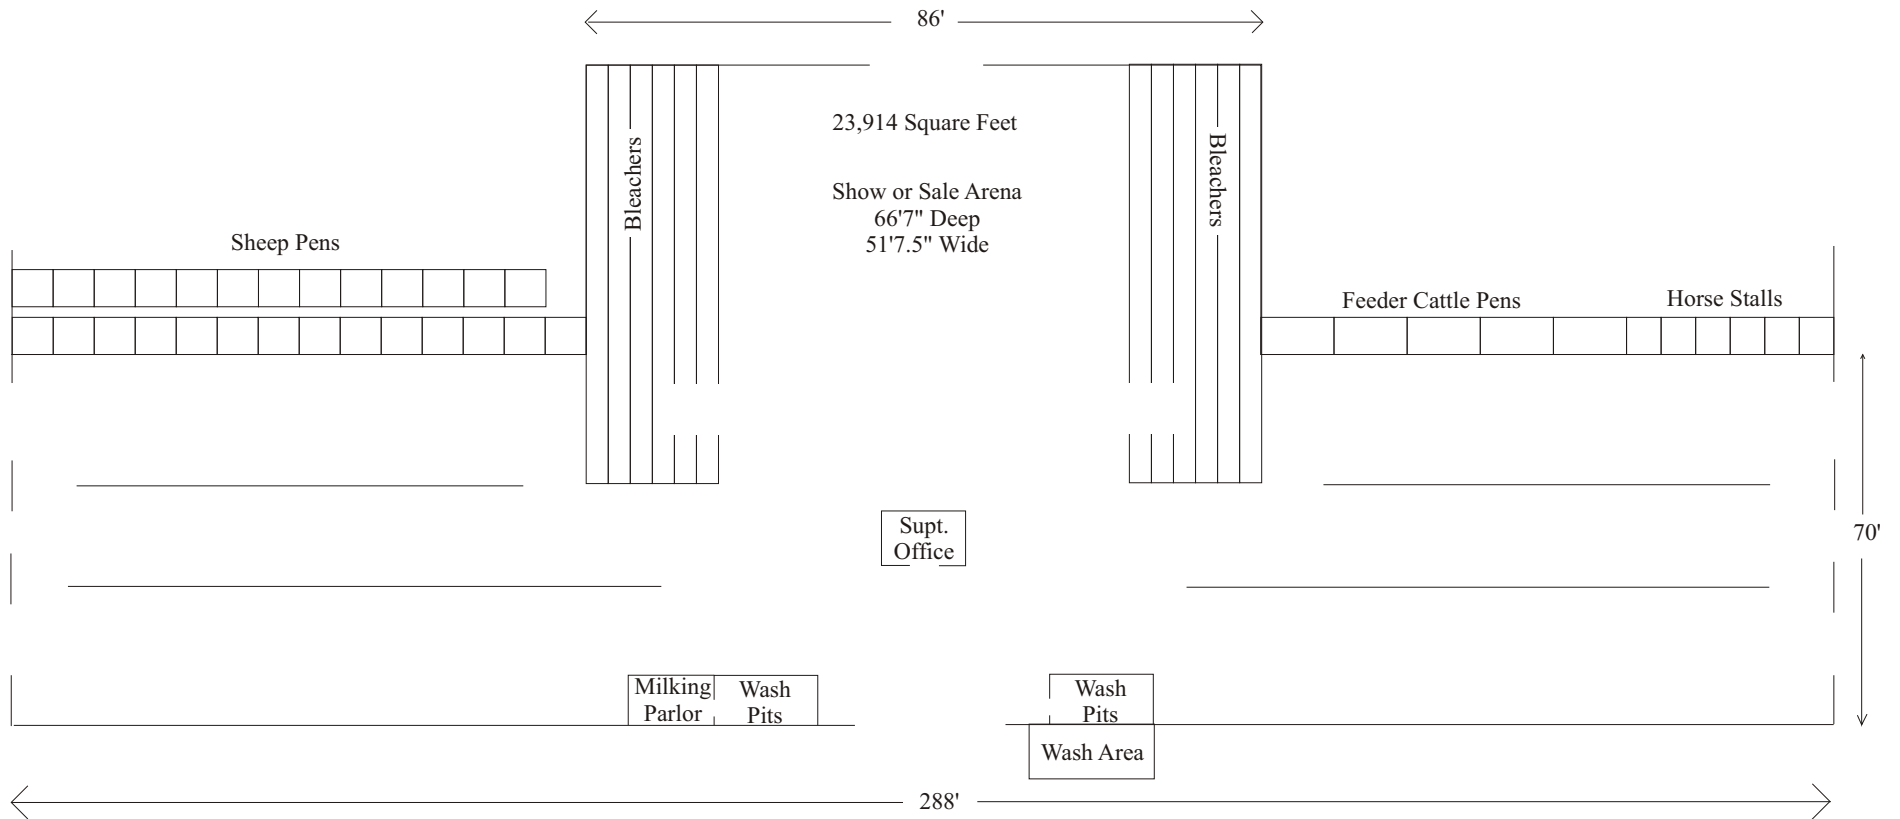 86'
23,914 Square Feet
Bleachers
Bleachers
Show or Sale Arena
66'7" Deep
51'7.5" Wide
Sheep Pens
Feeder Cattle Pens
Horse Stalls
Supt.
Office
70'
Milking
Parlor
Wash
Pits
Wash
Pits
Wash Area
288'